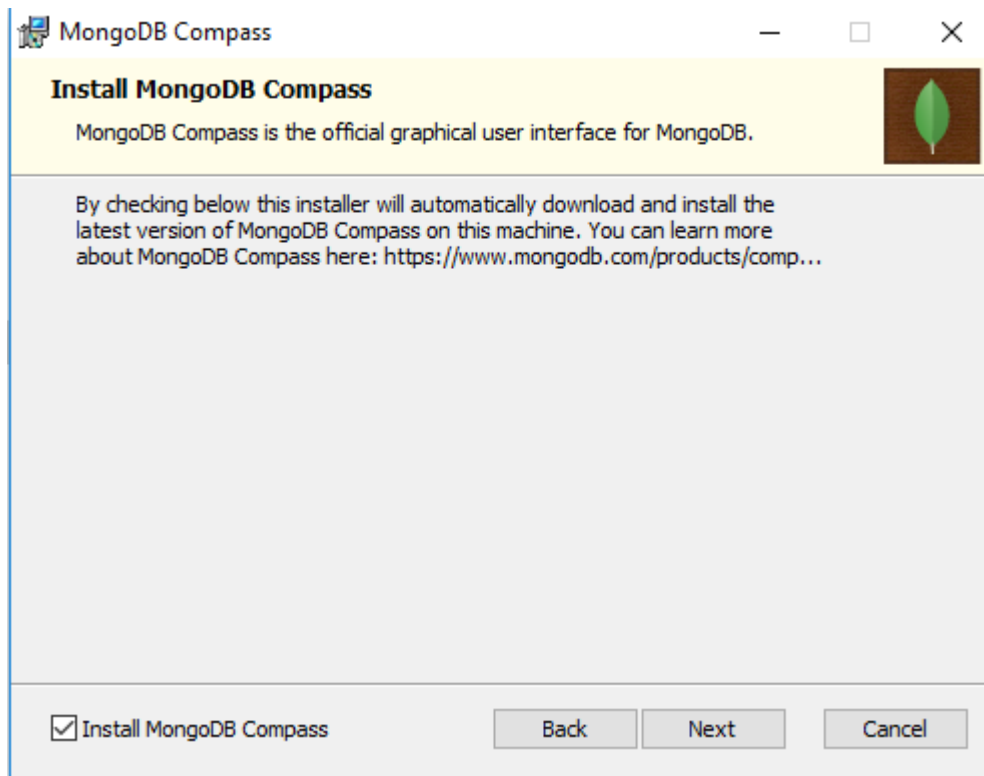 MongoDB Compass
Install MongoDB Compass
MongoDB Compass is the official graphical user interface for MongoDB.
By checking below this installer will automatically download and install the
latest version of MongoDB Compass on this machine. You can learn more
about MongoDB Compass here: https://www.mongodb.com/products/comp...
Install MongoDB Compass
Back
Next
Cancel